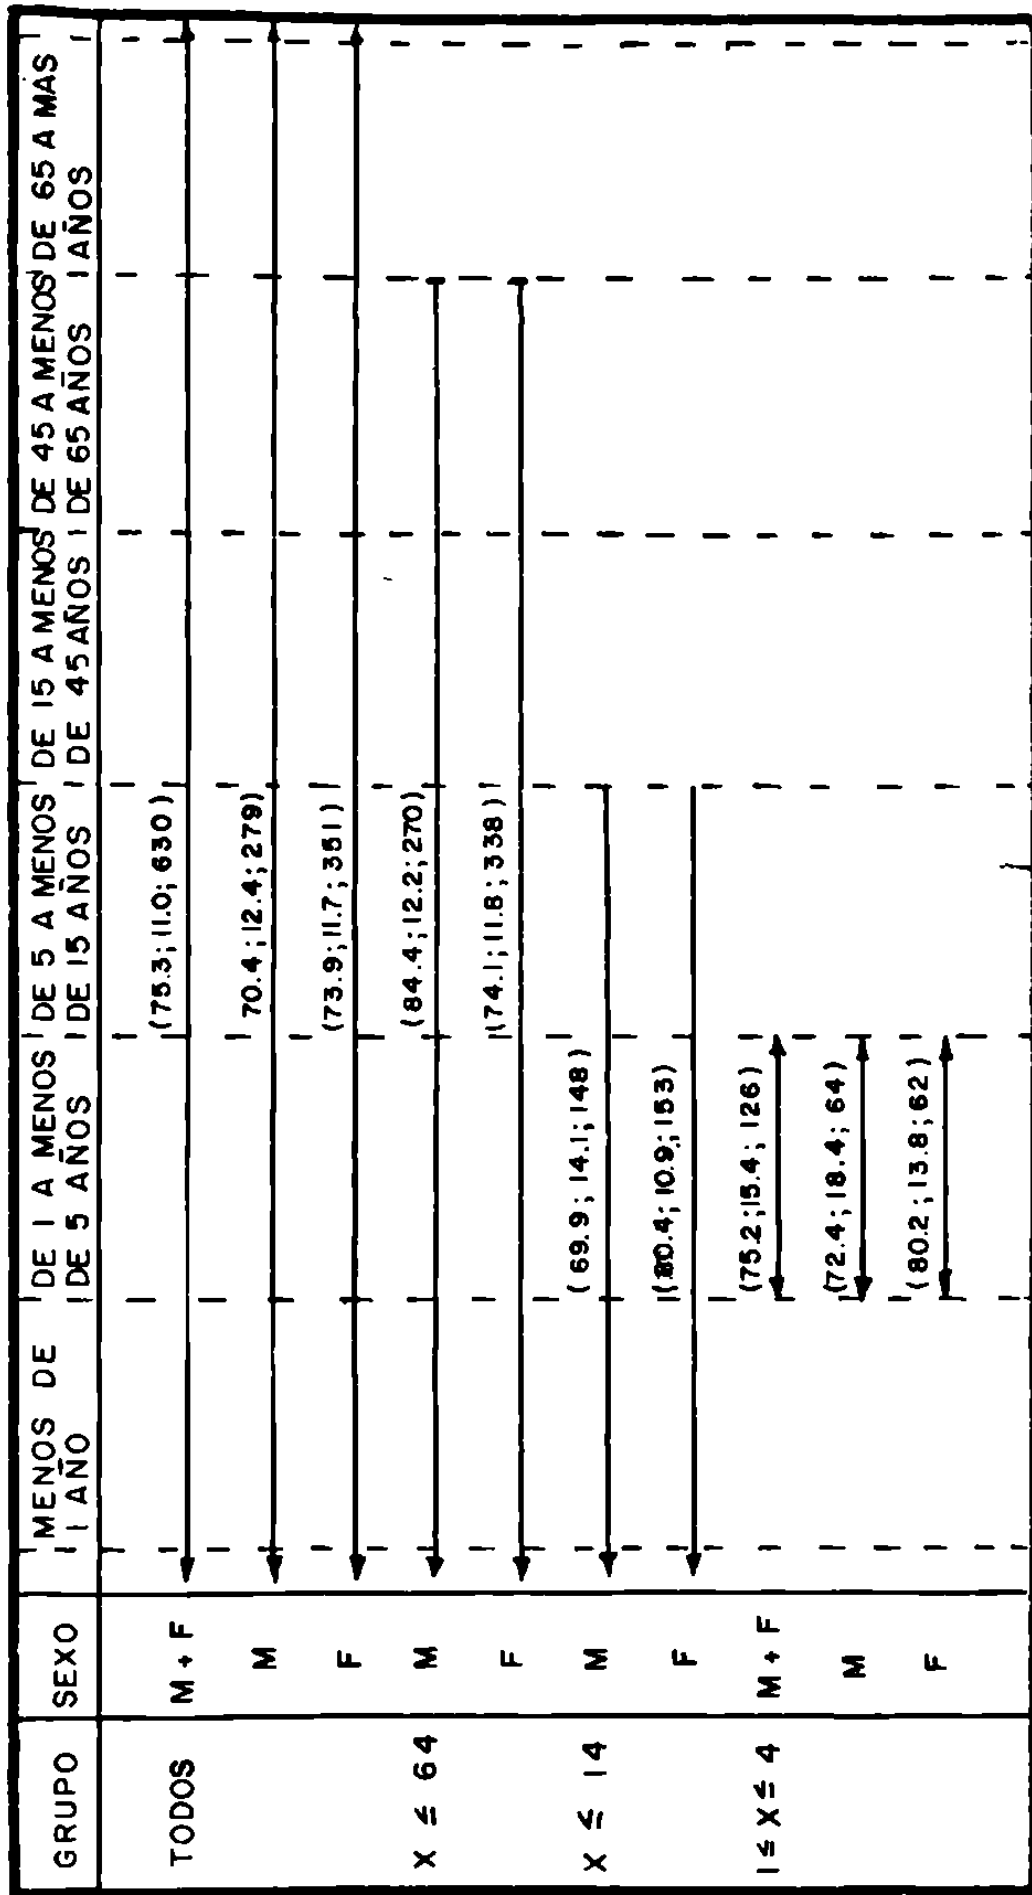 GRUPO SEXO MENOS DE DE 1 A MENOS DE 5 A MENOS DE 15 A MENOS DE 45 A MENOS DE 65 A MAS
1 AÑO DE 5 AÑOS DE 15 AÑOS DE 45 AÑOS DE 65 AÑOS AÑOS
TODOS M + F (75.3; 11.0; 630)
M 70.4; 12.4; 279)
F (73.9; 11.7; 351)
X ≤ 64 M (84.4; 12.2; 270)
F (74.1; 11.8; 338)
X ≤ 14 M (69.9; 14.1; 148)
F (80.4; 10.9; 153)
1 ≤ X ≤ 4 M + F (75.2; 15.4; 126)
M (72.4; 18.4; 64)
F (80.2; 13.8; 62)